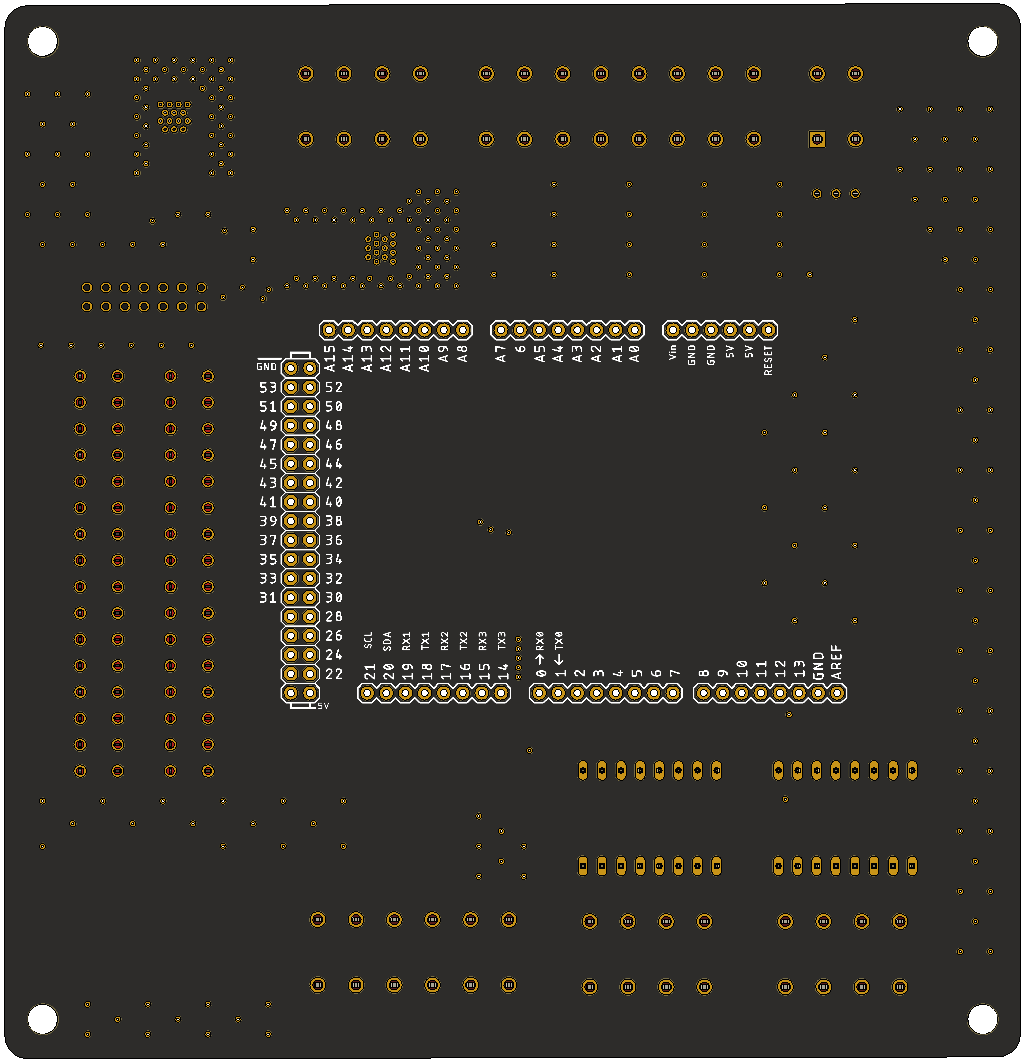 A15 A14 A13 A12 A11 A10 A9 A8
A7 6 A5 A4 A3 A2 A1 A0
Vin GND GND 5V 5V RESET
GND
53 52
51 50
49 48
47 46
45 44
43 42
41 40
39 38
37 36
35 34
33 32
31 30
28
26
24
22
5V
SCL SDA RX1 TX1 RX2 TX2 RX3 TX3
21 20 19 18 17 16 15 14
RX0 TX0
0→ 1← 2 3 4 5 6 7
8 9 10 11 12 13 GND AREF